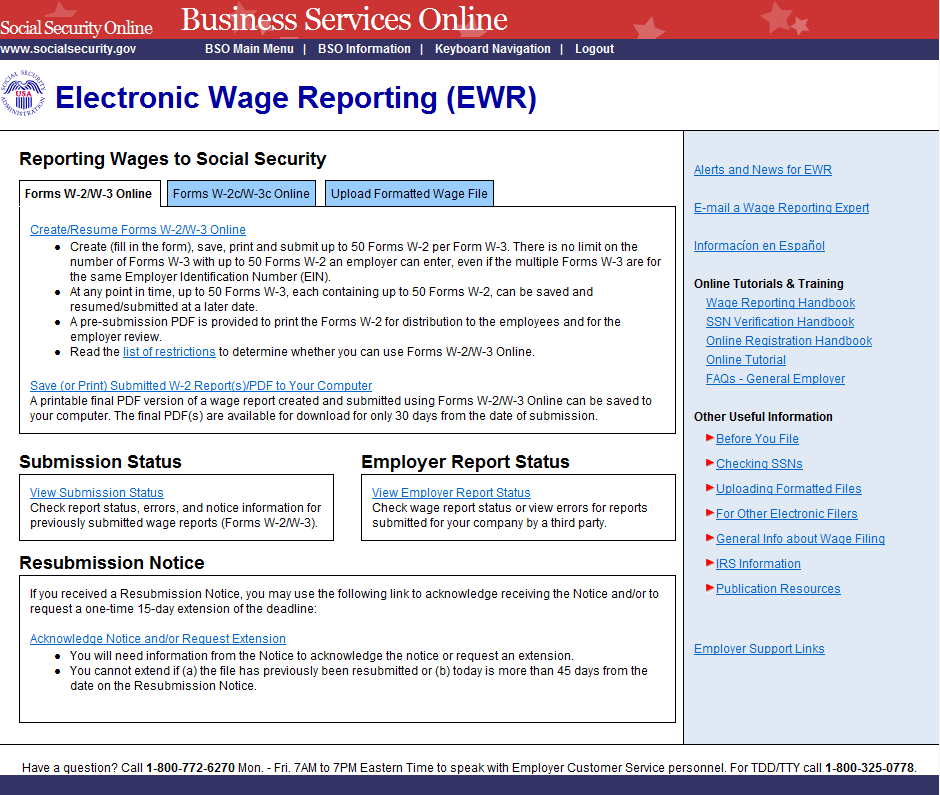 Social Security Online
Business Services Online
www.socialsecurity.gov
BSO Main Menu | BSO Information | Keyboard Navigation | Logout
SOCIAL SECURITY ADMINISTRATION
USA
Electronic Wage Reporting (EWR)
Reporting Wages to Social Security
Forms W-2/W-3 Online
Forms W-2c/W-3c Online
Upload Formatted Wage File
Create/Resume Forms W-2/W-3 Online
• Create (fill in the form), save, print and submit up to 50 Forms W-2 per Form W-3. There is no limit on the
number of Forms W-3 with up to 50 Forms W-2 an employer can enter, even if the multiple Forms W-3 are for
the same Employer Identification Number (EIN).
• At any point in time, up to 50 Forms W-3, each containing up to 50 Forms W-2, can be saved and
resumed/submitted at a later date.
• A pre-submission PDF is provided to print the Forms W-2 for distribution to the employees and for the
employer review.
• Read the list of restrictions to determine whether you can use Forms W-2/W-3 Online.
Save (or Print) Submitted W-2 Report(s)/PDF to Your Computer
A printable final PDF version of a wage report created and submitted using Forms W-2/W-3 Online can be saved to
your computer. The final PDF(s) are available for download for only 30 days from the date of submission.
Submission Status
View Submission Status
Check report status, errors, and notice information for
previously submitted wage reports (Forms W-2/W-3).
Employer Report Status
View Employer Report Status
Check wage report status or view errors for reports
submitted for your company by a third party.
Resubmission Notice
If you received a Resubmission Notice, you may use the following link to acknowledge receiving the Notice and/or to
request a one-time 15-day extension of the deadline:
Acknowledge Notice and/or Request Extension
• You will need information from the Notice to acknowledge the notice or request an extension.
• You cannot extend if (a) the file has previously been resubmitted or (b) today is more than 45 days from the
date on the Resubmission Notice.
Alerts and News for EWR
E-mail a Wage Reporting Expert
Informacíon en Español
Online Tutorials & Training
Wage Reporting Handbook
SSN Verification Handbook
Online Registration Handbook
Online Tutorial
FAQs - General Employer
Other Useful Information
Before You File
Checking SSNs
Uploading Formatted Files
For Other Electronic Filers
General Info about Wage Filing
IRS Information
Publication Resources
Employer Support Links
Have a question? Call 1-800-772-6270 Mon. - Fri. 7AM to 7PM Eastern Time to speak with Employer Customer Service personnel. For TDD/TTY call 1-800-325-0778.